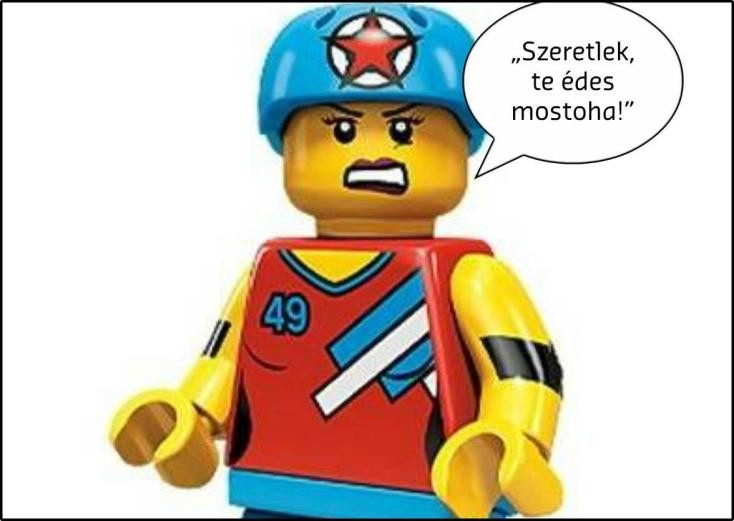 „Szeretlek,
te édes
mostoha!”
49